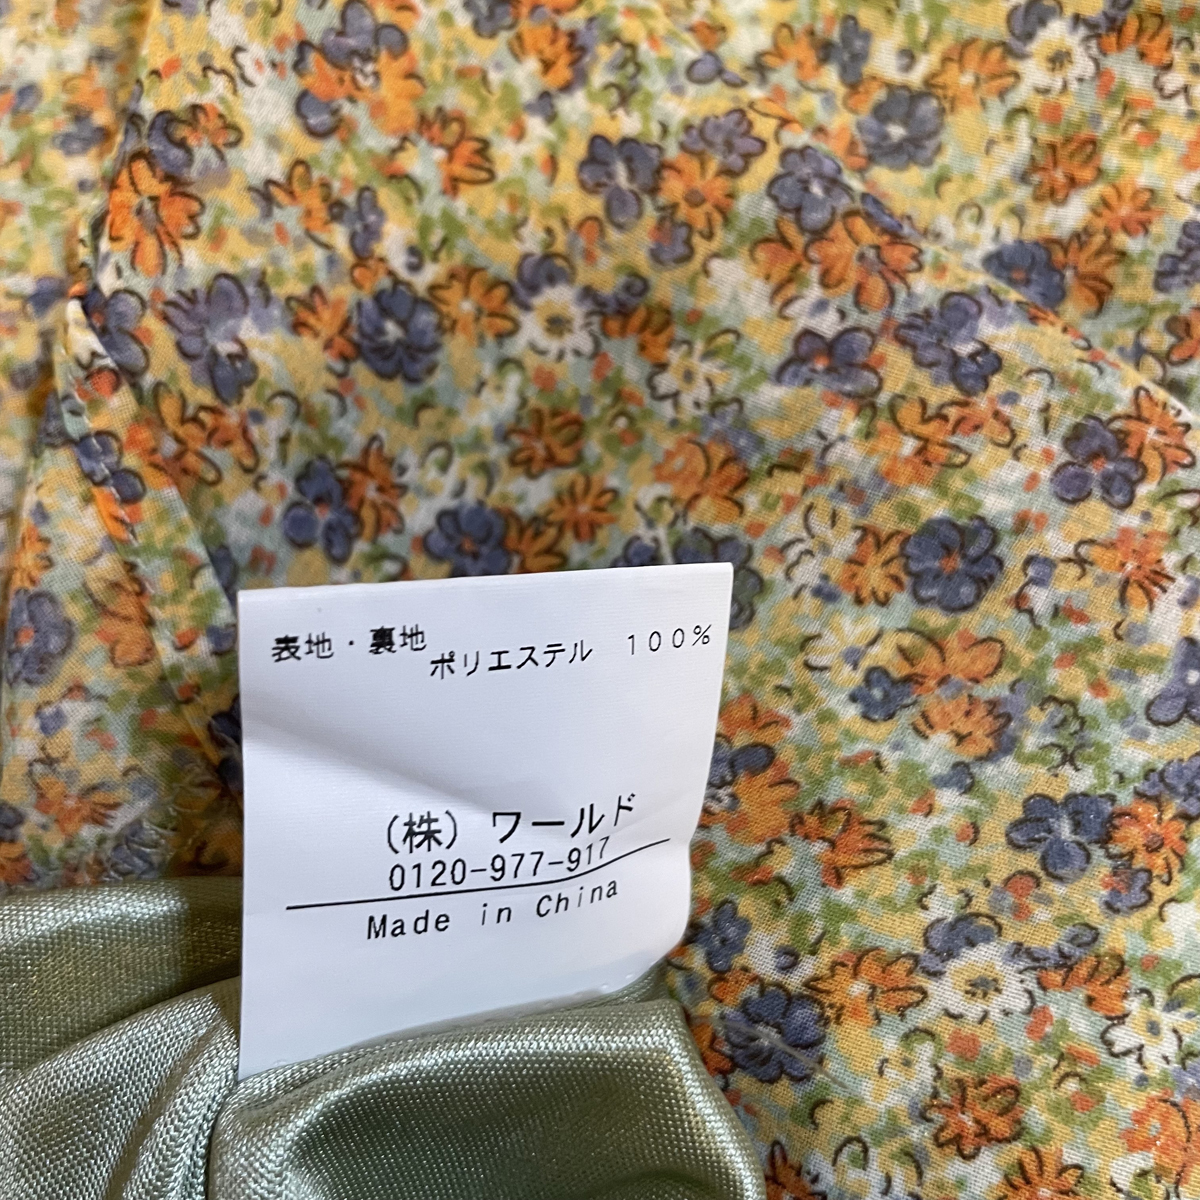 表地・裏地
ポリエステル １００％
（株）ワールド
0120-977-917
Made in China